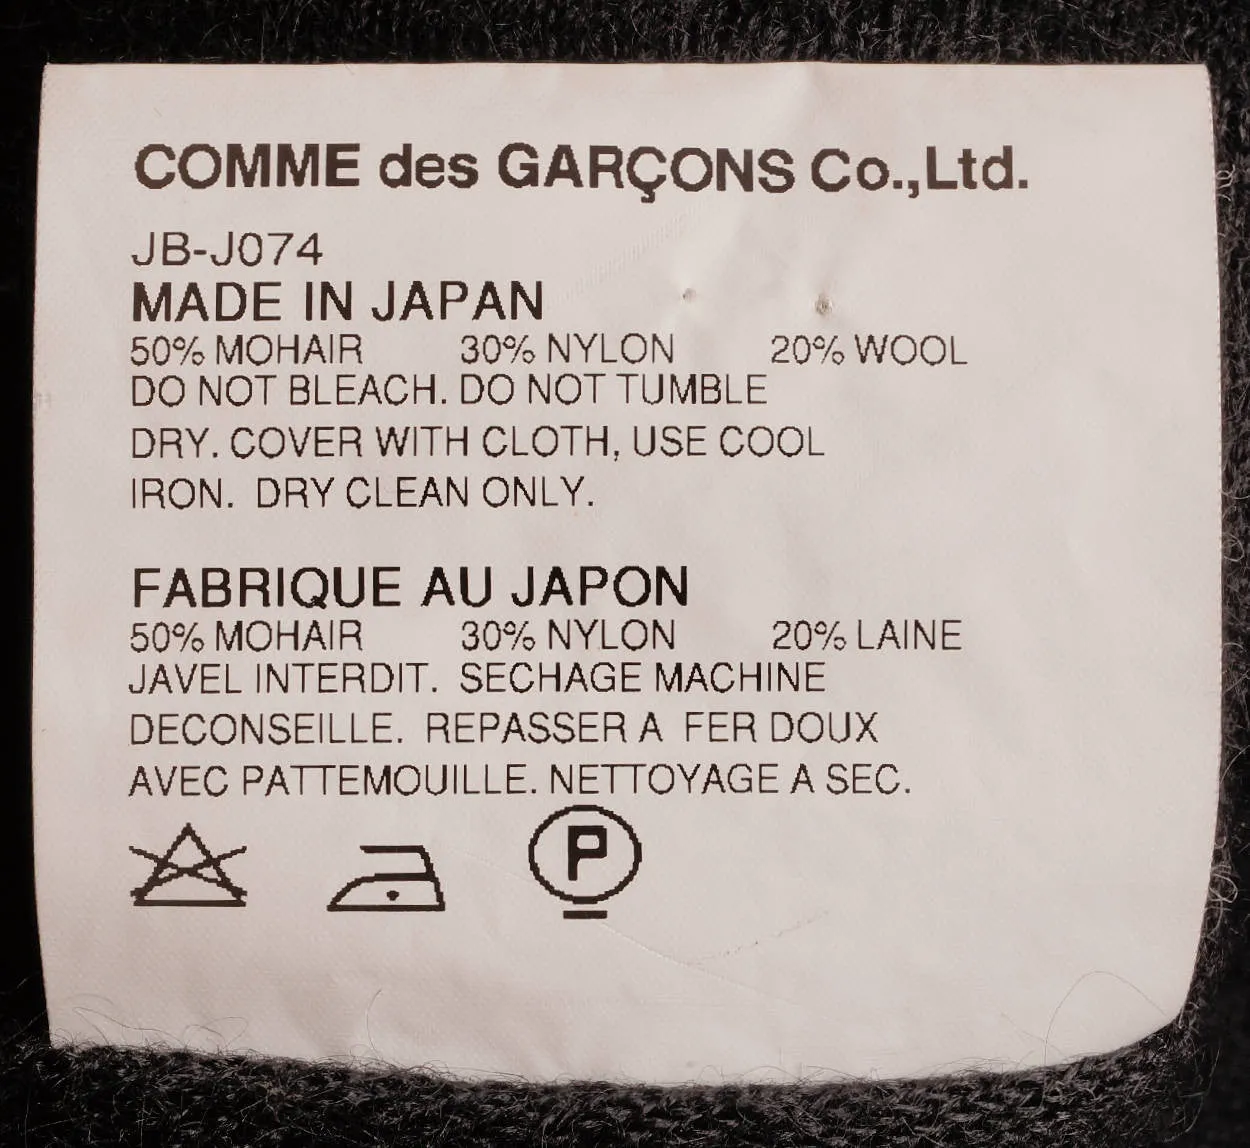 COMME des GARÇONS Co.,Ltd.
JB-J074
MADE IN JAPAN
50% MOHAIR 30% NYLON 20% WOOL
DO NOT BLEACH. DO NOT TUMBLE
DRY. COVER WITH CLOTH, USE COOL
IRON. DRY CLEAN ONLY.
FABRIQUE AU JAPON
50% MOHAIR 30% NYLON 20% LAINE
JAVEL INTERDIT. SECHAGE MACHINE
DECONSEILLE. REPASSER A FER DOUX
AVEC PATTEMOUILLE. NETTOYAGE A SEC.
P